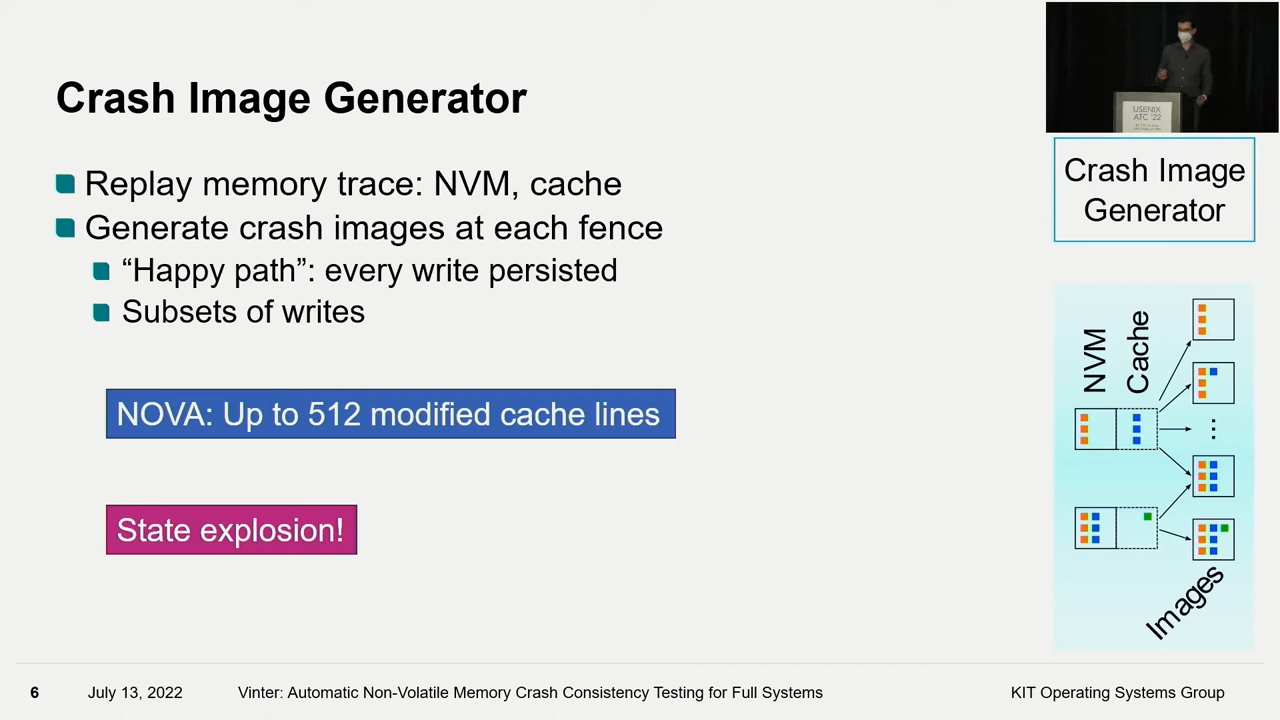 Crash Image Generator
Replay memory trace: NVM, cache
Generate crash images at each fence
“Happy path”: every write persisted
Subsets of writes
NOVA: Up to 512 modified cache lines
State explosion!
USENIX
ATC '22
Crash Image
Generator
NVM
Cache
...
Images
6
July 13, 2022
Vinter: Automatic Non-Volatile Memory Crash Consistency Testing for Full Systems
KIT Operating Systems Group